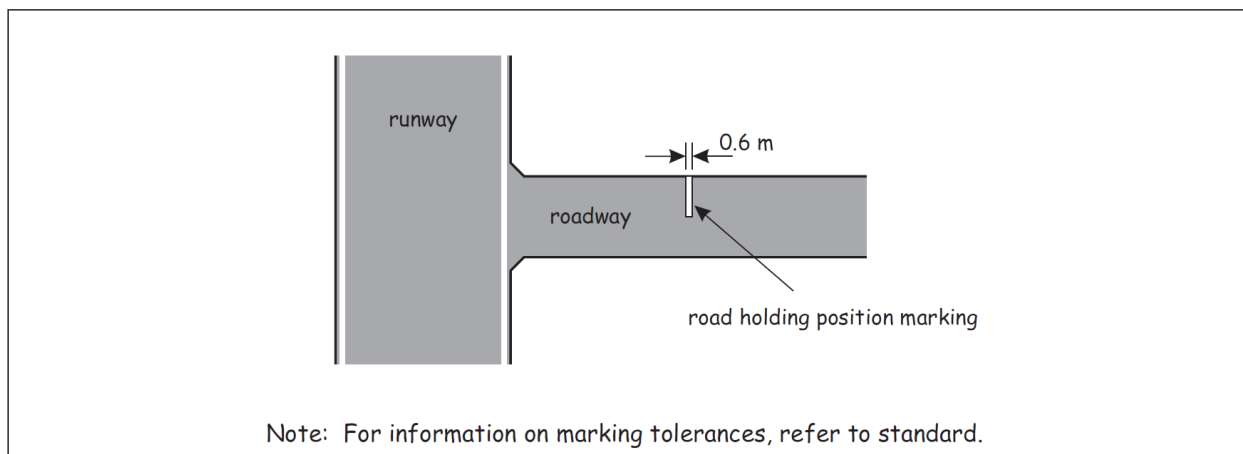 runway
0.6 m
roadway
road holding position marking
Note: For information on marking tolerances, refer to standard.